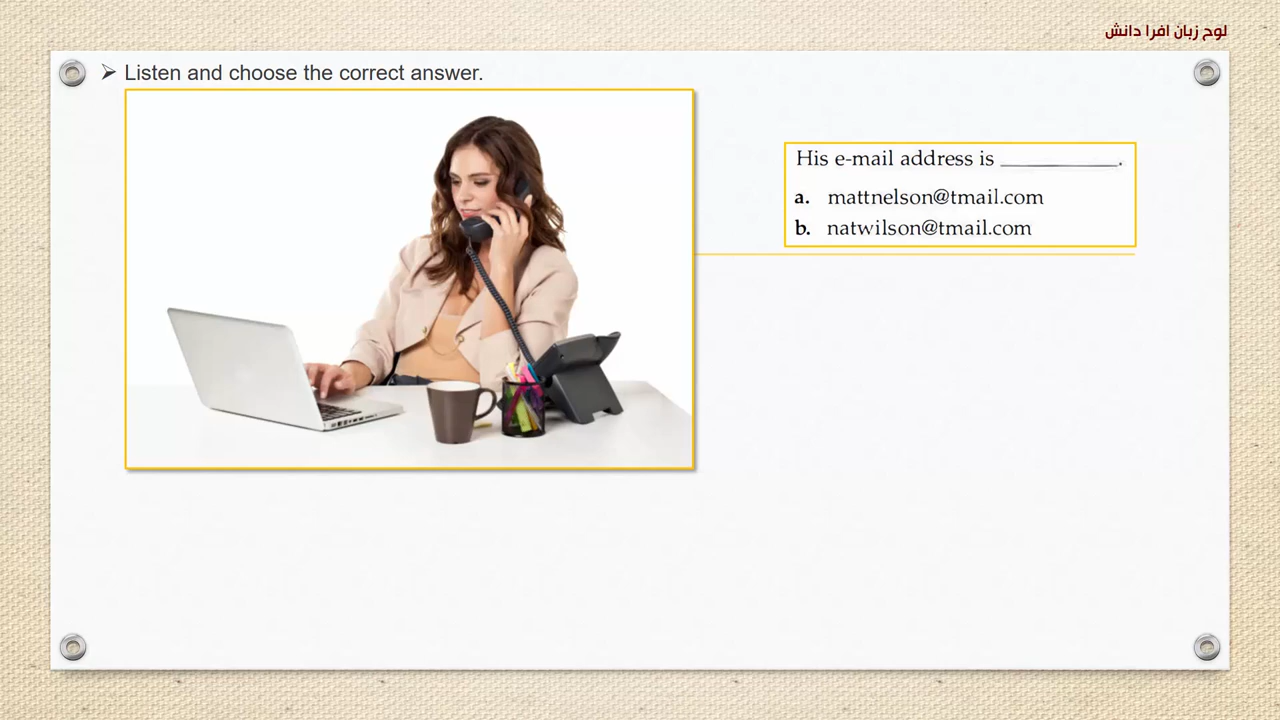 لوح زبان افرا دانش
➢ Listen and choose the correct answer.
His e-mail address is __________.
a. mattnelson@tmail.com
b. natwilson@tmail.com